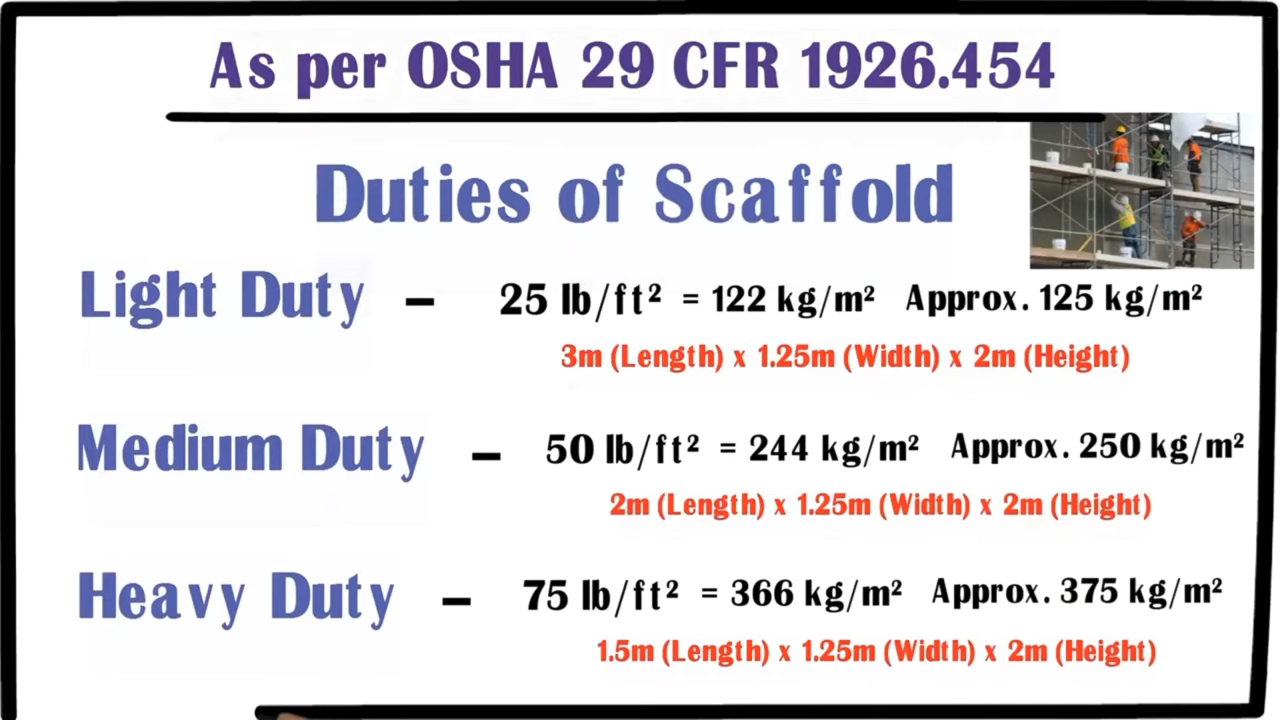 As per OSHA 29 CFR 1926.454
Duties of Scaffold
Light Duty – 25 lb/ft² = 122 kg/m² Approx. 125 kg/m²
3m (Length) x 1.25m (Width) x 2m (Height)
Medium Duty – 50 lb/ft² = 244 kg/m² Approx. 250 kg/m²
2m (Length) x 1.25m (Width) x 2m (Height)
Heavy Duty – 75 lb/ft² = 366 kg/m² Approx. 375 kg/m²
1.5m (Length) x 1.25m (Width) x 2m (Height)